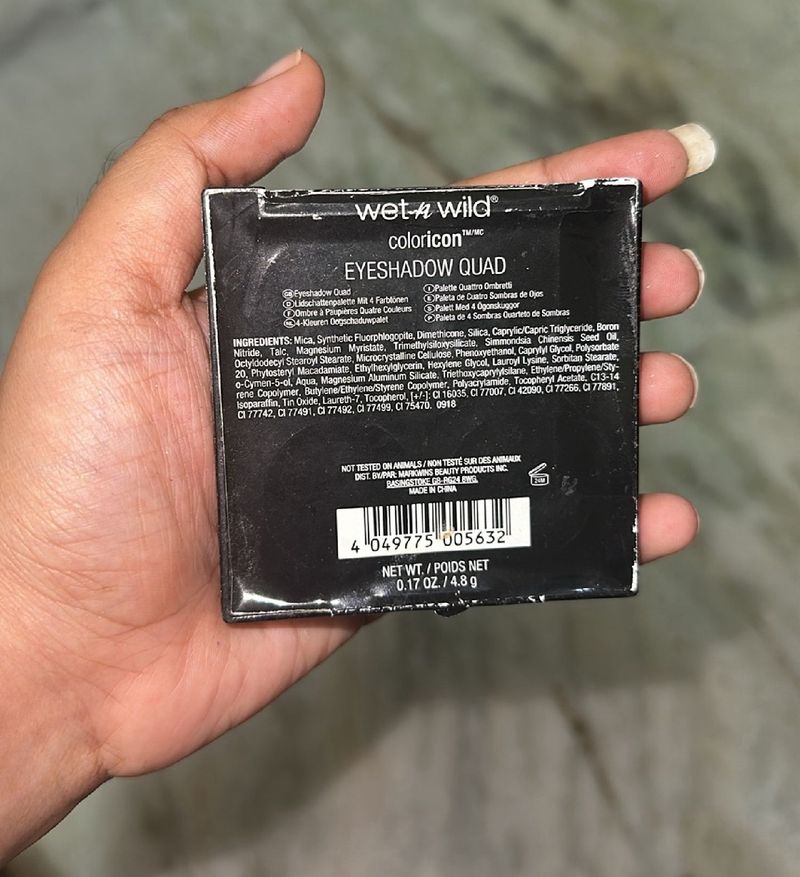 wet n wild®
coloricon™/MC
EYESHADOW QUAD
GB Eyeshadow Quad
D Lidschattenpalette Mit 4 Farbtönen
F Ombre à Paupières Quatre Couleurs
NL 4-Kleuren Oogschaduwpalet
I Palette Quattro Ombretti
E Paleta de Cuatro Sombras de Ojos
S Palett Med 4 Ogonskuggor
P Paleta de 4 Sombras Quarteto de Sombras
INGREDIENTS: Mica, Synthetic Fluorphlogopite, Dimethicone, Silica, Caprylic/Capric Triglyceride, Boron
Nitride, Talc, Magnesium Myristate, Trimethylsiloxysilicate, Simmondsia Chinensis Seed Oil,
Octyldodecyl Stearoyl Stearate, Microcrystalline Cellulose, Phenoxyethanol, Caprylyl Glycol, Polysorbate
20, Phytosteryl Macadamiate, Ethylhexylglycerin, Hexylene Glycol, Lauroyl Lysine, Sorbitan Stearate,
o-Cymen-5-ol, Aqua, Magnesium Aluminum Silicate, Triethoxycaprylylsilane, Ethylene/Propylene/Sty-
rene Copolymer, Butylene/Ethylene/Styrene Copolymer, Polyacrylamide, Tocopheryl Acetate, C13-14
Isoparaffin, Tin Oxide, Laureth-7, Tocopherol, [+/-]: CI 16035, CI 77007, CI 42090, CI 77266, CI 77891,
CI 77742, CI 77491, CI 77492, CI 77499, CI 75470. 0918
NOT TESTED ON ANIMALS / NON TESTÉ SUR DES ANIMAUX
DIST. BY/PAR: MARKWINS BEAUTY PRODUCTS INC.
BASINGSTOKE GB-RG24 8WG.
MADE IN CHINA
24M
4 049775 005632
NET WT. / POIDS NET
0.17 OZ. / 4.8 g